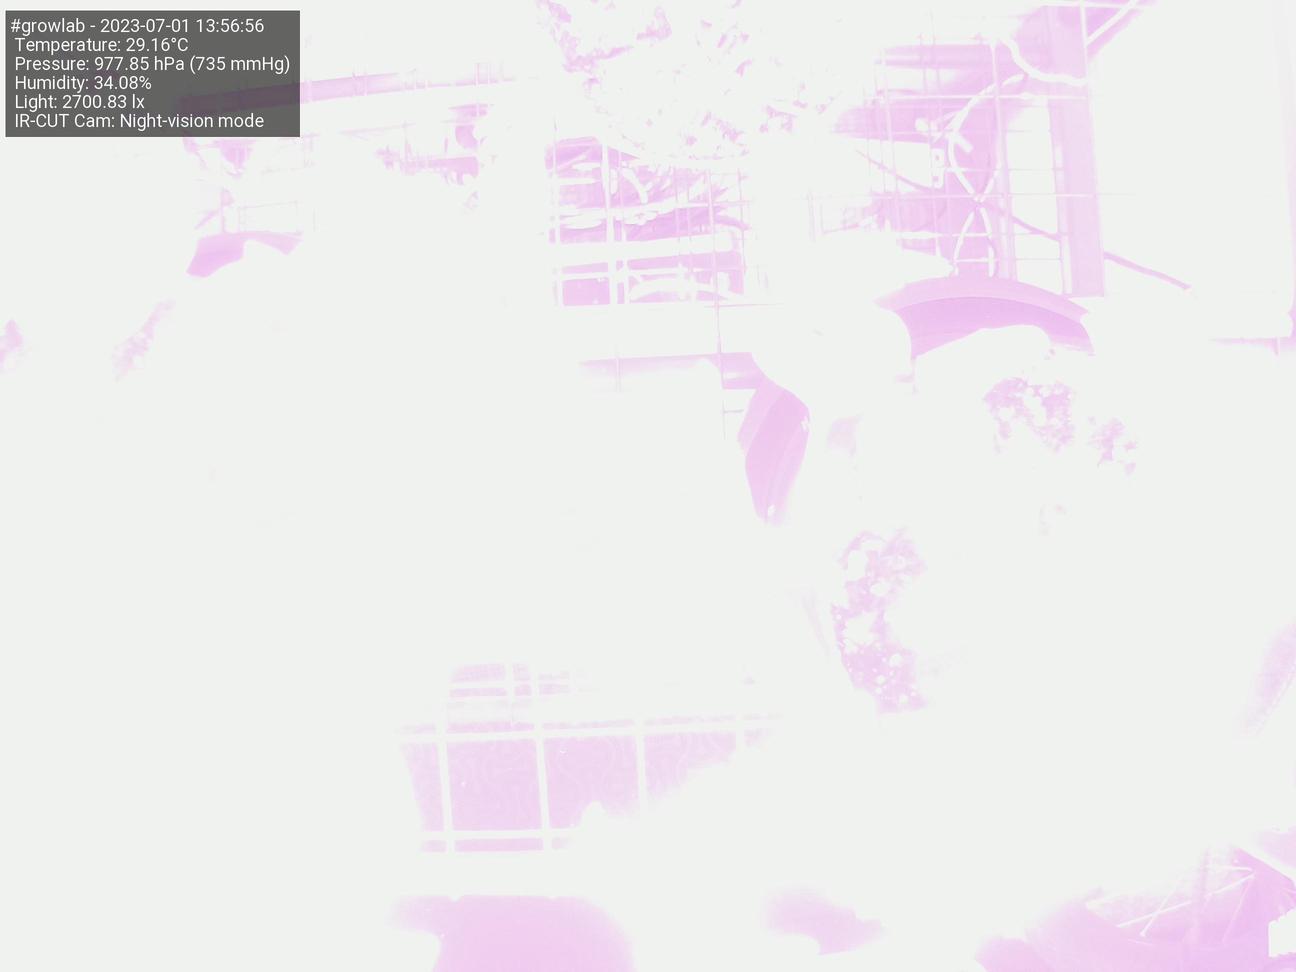 #growlab - 2023-07-01 13:56:56
Temperature: 29.16°C
Pressure: 977.85 hPa (735 mmHg)
Humidity: 34.08%
Light: 2700.83 lx
IR-CUT Cam: Night-vision mode